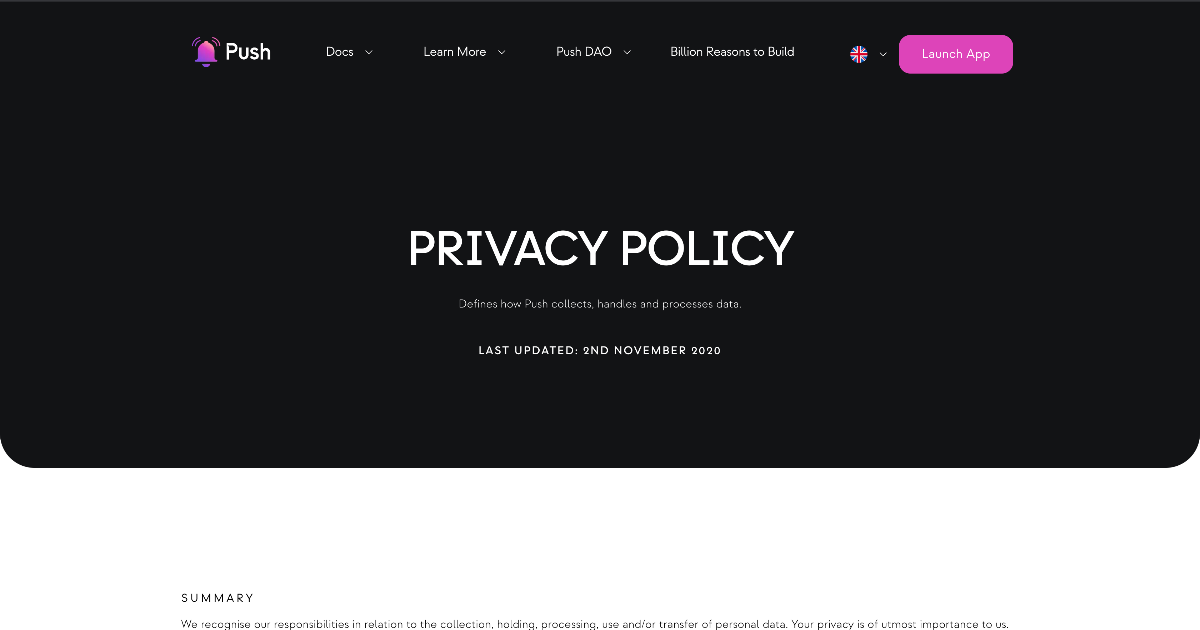 Push
Docs
Learn More
Push DAO
Billion Reasons to Build
Launch App
PRIVACY POLICY
Defines how Push collects, handles and processes data.
LAST UPDATED: 2ND NOVEMBER 2020
SUMMARY
We recognise our responsibilities in relation to the collection, holding, processing, use and/or transfer of personal data. Your privacy is of utmost importance to us.